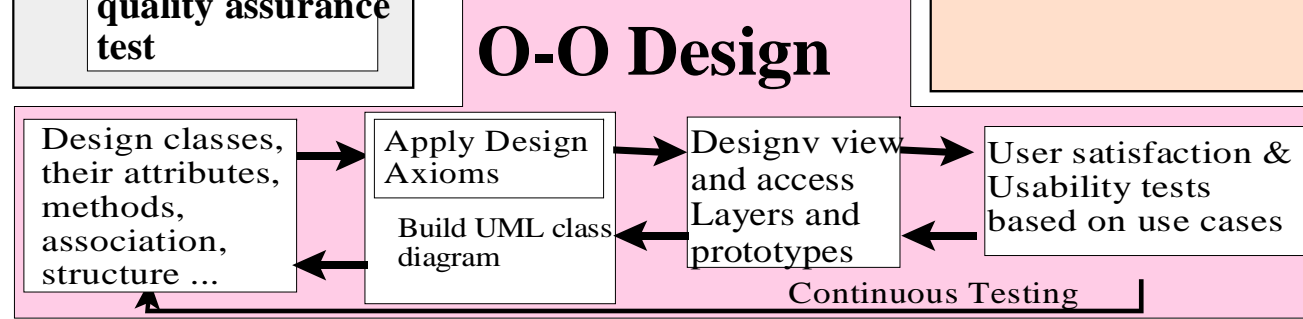 quality assurance
test
O-O Design
Design classes,
their attributes,
methods,
association,
structure ...
Apply Design
Axioms
Build UML class
diagram
Designv view
and access
Layers and
prototypes
User satisfaction &
Usability tests
based on use cases
Continuous Testing